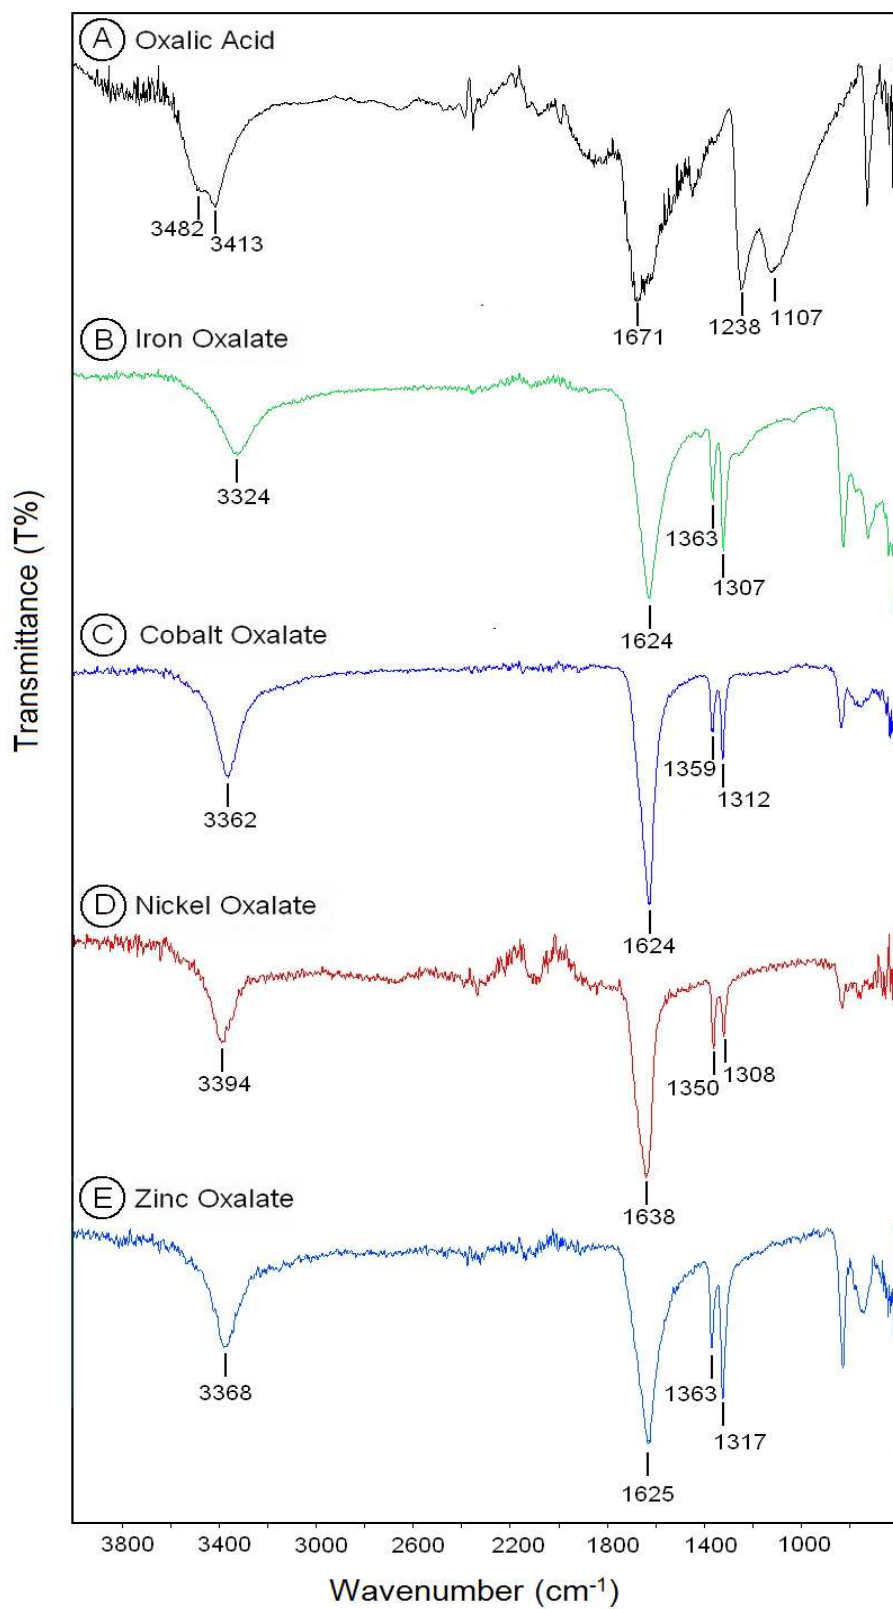 A Oxalic Acid
3482
3413
1671
1238
1107
B Iron Oxalate
3324
1363
1307
1624
C Cobalt Oxalate
3362
1359
1312
1624
D Nickel Oxalate
3394
1350
1308
1638
E Zinc Oxalate
3368
1363
1317
1625
Transmittance (T%)
3800 3400 3000 2600 2200 1800 1400 1000
Wavenumber (cm⁻¹)